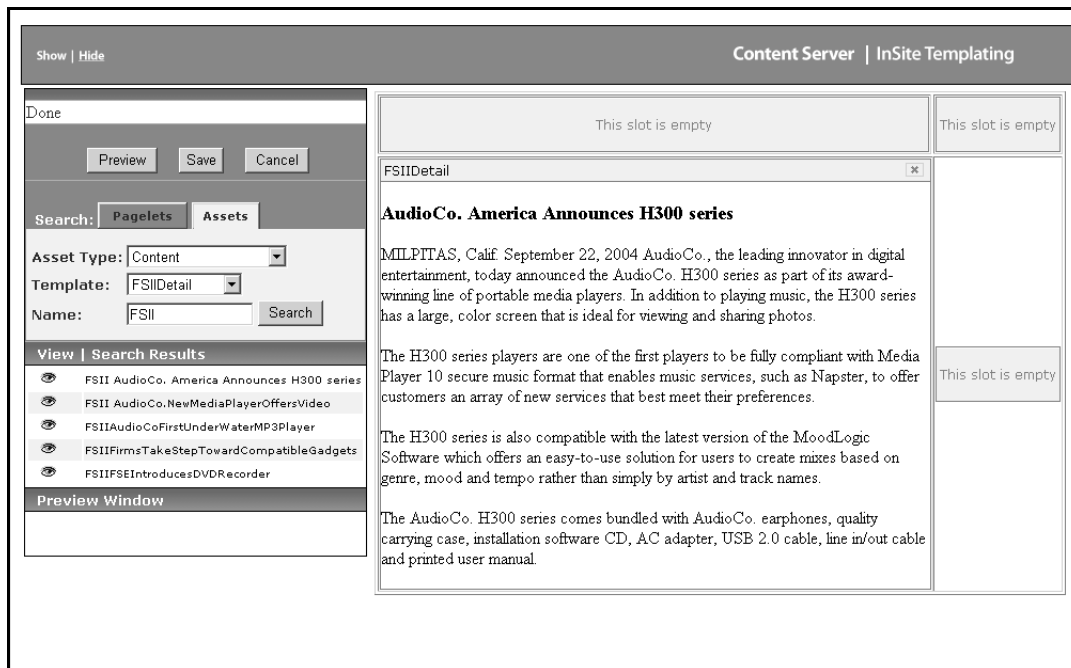 Show | Hide
Content Server | InSite Templating
Done
Preview Save Cancel
Search: Pagelets Assets
Asset Type: Content
Template: FSIIDetail
Name: FSII Search
View | Search Results
FSII AudioCo. America Announces H300 series
FSII AudioCo.NewMediaPlayerOffersVideo
FSIIAudioCoFirstUnderWaterMP3Player
FSIIFirmsTakeStepTowardCompatibleGadgets
FSIIFSEIntroducesDVDRecorder
Preview Window
This slot is empty
This slot is empty
FSIIDetail
AudioCo. America Announces H300 series
MILPITAS, Calif. September 22, 2004 AudioCo., the leading innovator in digital
entertainment, today announced the AudioCo. H300 series as part of its award-
winning line of portable media players. In addition to playing music, the H300 series
has a large, color screen that is ideal for viewing and sharing photos.
The H300 series players are one of the first players to be fully compliant with Media
Player 10 secure music format that enables music services, such as Napster, to offer
customers an array of new services that best meet their preferences.
The H300 series is also compatible with the latest version of the MoodLogic
Software which offers an easy-to-use solution for users to create mixes based on
genre, mood and tempo rather than simply by artist and track names.
The AudioCo. H300 series comes bundled with AudioCo. earphones, quality
carrying case, installation software CD, AC adapter, USB 2.0 cable, line in/out cable
and printed user manual.
This slot is empty